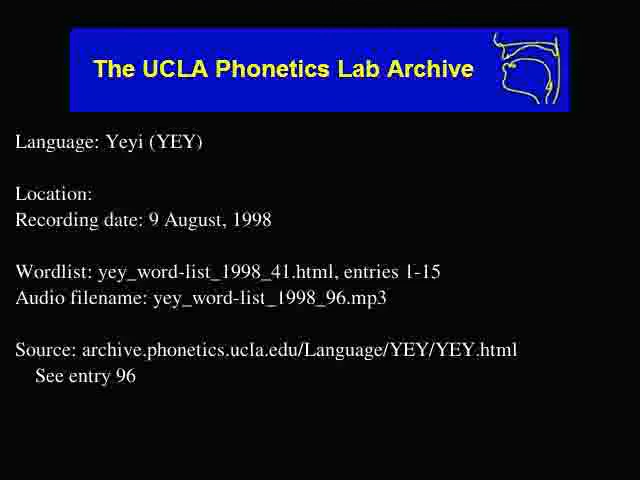 The UCLA Phonetics Lab Archive
Language: Yeyi (YEY)
Location:
Recording date: 9 August, 1998
Wordlist: yey_word-list_1998_41.html, entries 1-15
Audio filename: yey_word-list_1998_96.mp3
Source: archive.phonetics.ucla.edu/Language/YEY/YEY.html
See entry 96